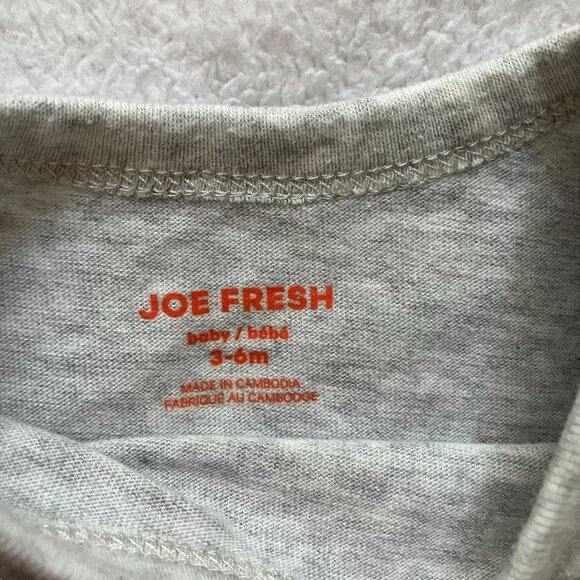 JOE FRESH
baby / bébé
3-6m
MADE IN CAMBODIA
FABRIQUÉ AU CAMBODGE